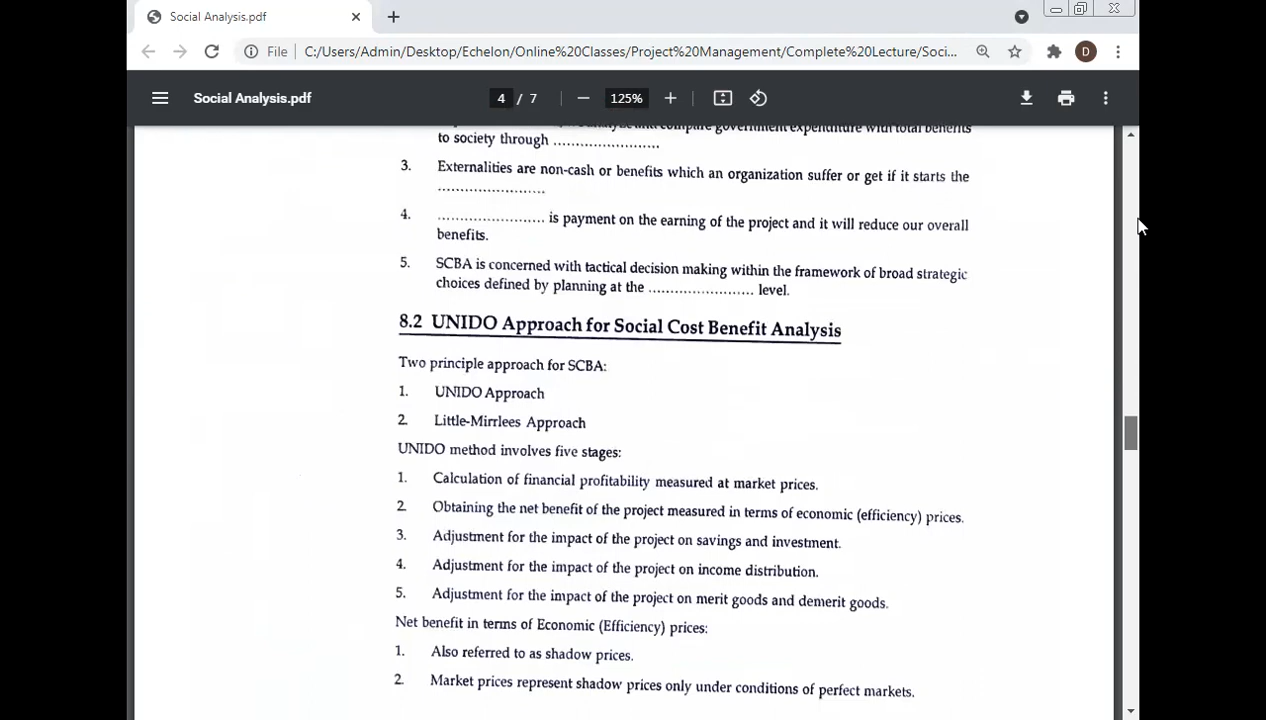 Social Analysis.pdf
File C:/Users/Admin/Desktop/Echelon/Online%20Classes/Project%20Management/Complete%20Lecture/Soci...
D
Social Analysis.pdf
4 / 7
125%
and compare government expenditure with total benefits
to society through ........................
3. Externalities are non-cash or benefits which an organization suffer or get if it starts the
........................
4. ........................ is payment on the earning of the project and it will reduce our overall
benefits.
5. SCBA is concerned with tactical decision making within the framework of broad strategic
choices defined by planning at the ........................ level.
8.2 UNIDO Approach for Social Cost Benefit Analysis
Two principle approach for SCBA:
1. UNIDO Approach
2. Little-Mirrlees Approach
UNIDO method involves five stages:
1. Calculation of financial profitability measured at market prices.
2. Obtaining the net benefit of the project measured in terms of economic (efficiency) prices.
3. Adjustment for the impact of the project on savings and investment.
4. Adjustment for the impact of the project on income distribution.
5. Adjustment for the impact of the project on merit goods and demerit goods.
Net benefit in terms of Economic (Efficiency) prices:
1. Also referred to as shadow prices.
2. Market prices represent shadow prices only under conditions of perfect markets.